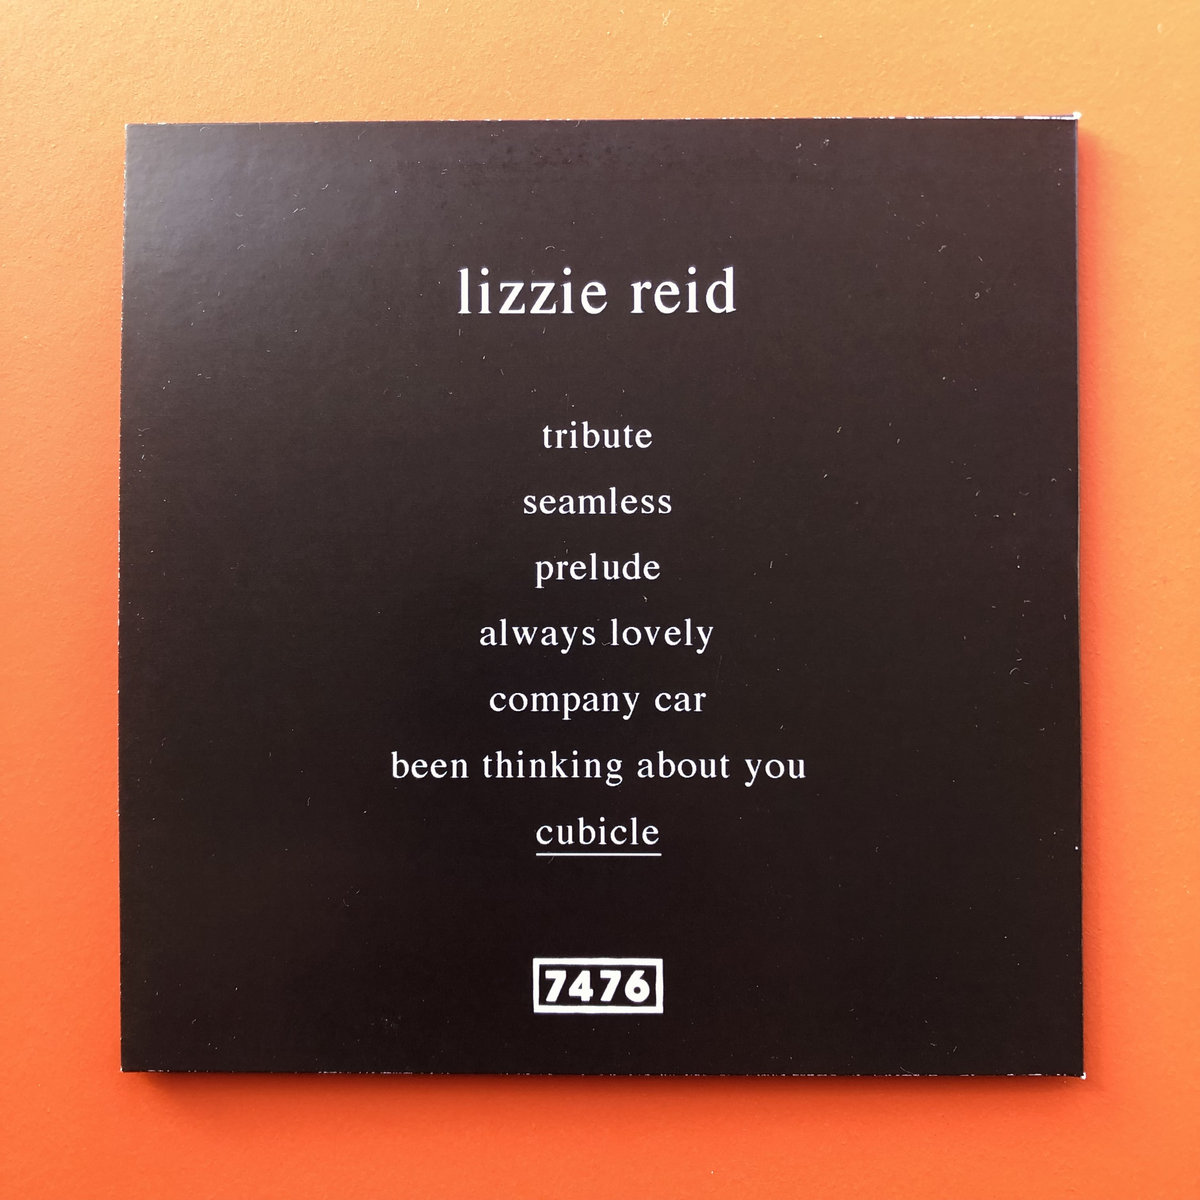 lizzie reid
tribute
seamless
prelude
always lovely
company car
been thinking about you
cubicle
7476